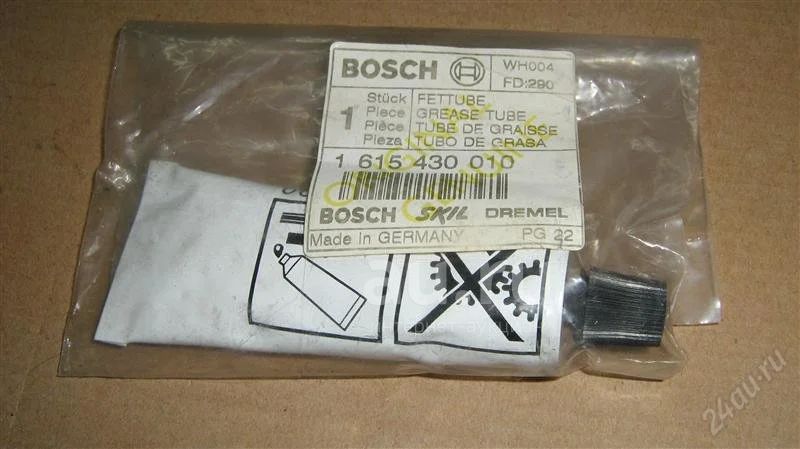 BOSCH
WH004
FD:290
1
Stück FETTUBE
Piece GREASE TUBE
Pièce TUBE DE GRAISSE
Pieza TUBO DE GRASA
1 615 430 010
BOSCH SKIL DREMEL
Made in GERMANY PG 22
24au.ru